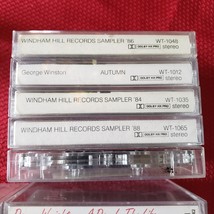 WINDHAM HILL RECORDS SAMPLER '86 WT-1048
DOLBY HX PRO stereo
George Winston AUTUMN WT-1012
DOLBY HX PRO stereo
WINDHAM HILL RECORDS SAMPLER '84 WT-1035
DOLBY HX PRO stereo
WINDHAM HILL RECORDS SAMPLER '88 WT-1065
DOLBY HX PRO stereo